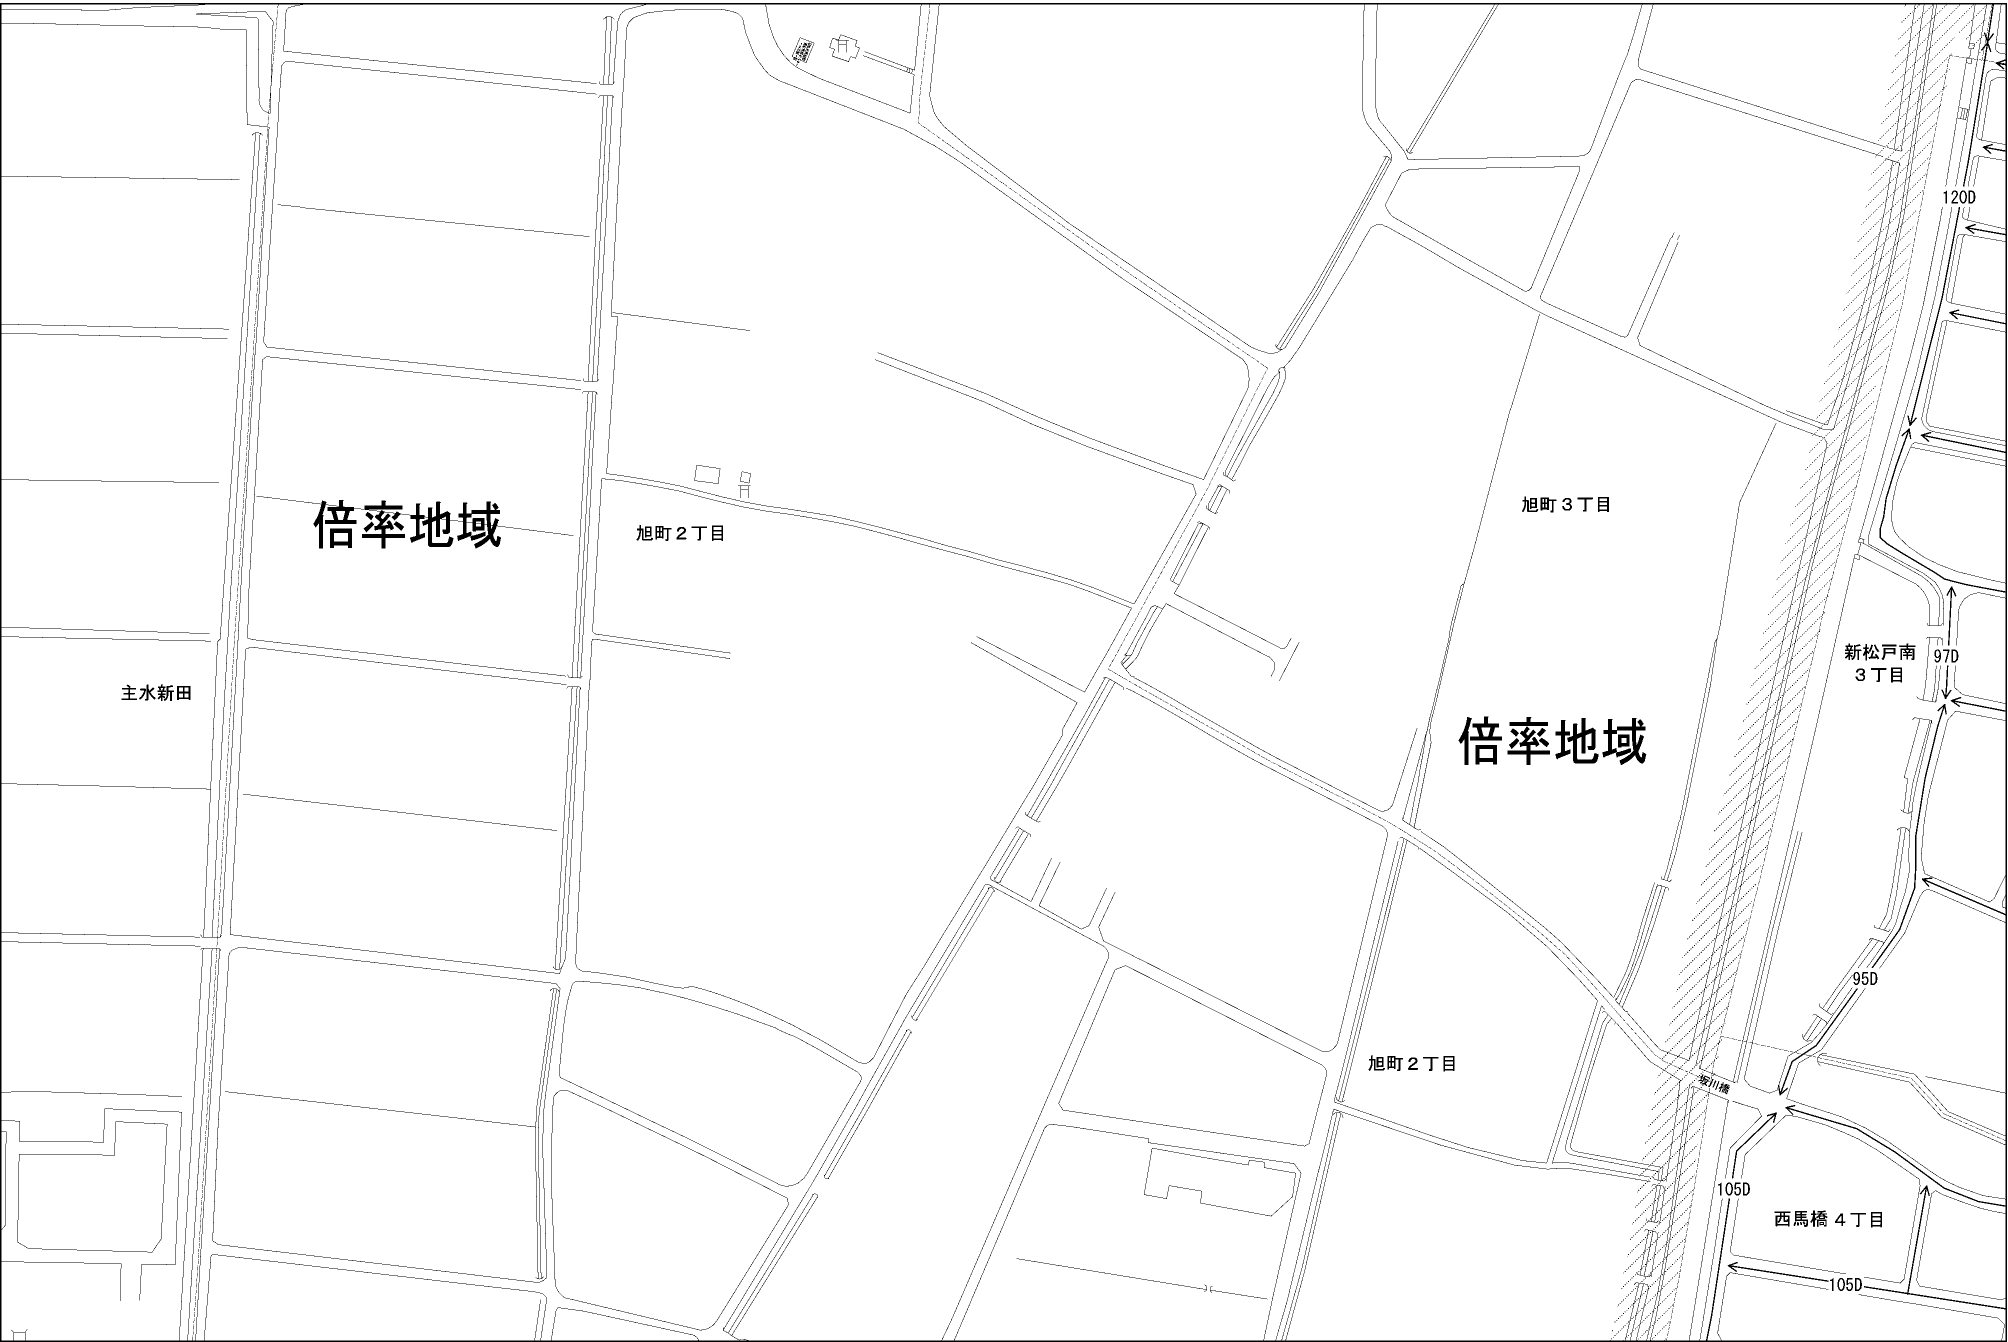 120D
旭町３丁目
倍率地域
旭町２丁目
新松戸南
３丁目
97D
主水新田
倍率地域
95D
旭町２丁目
坂川橋
105D
西馬橋４丁目
105D